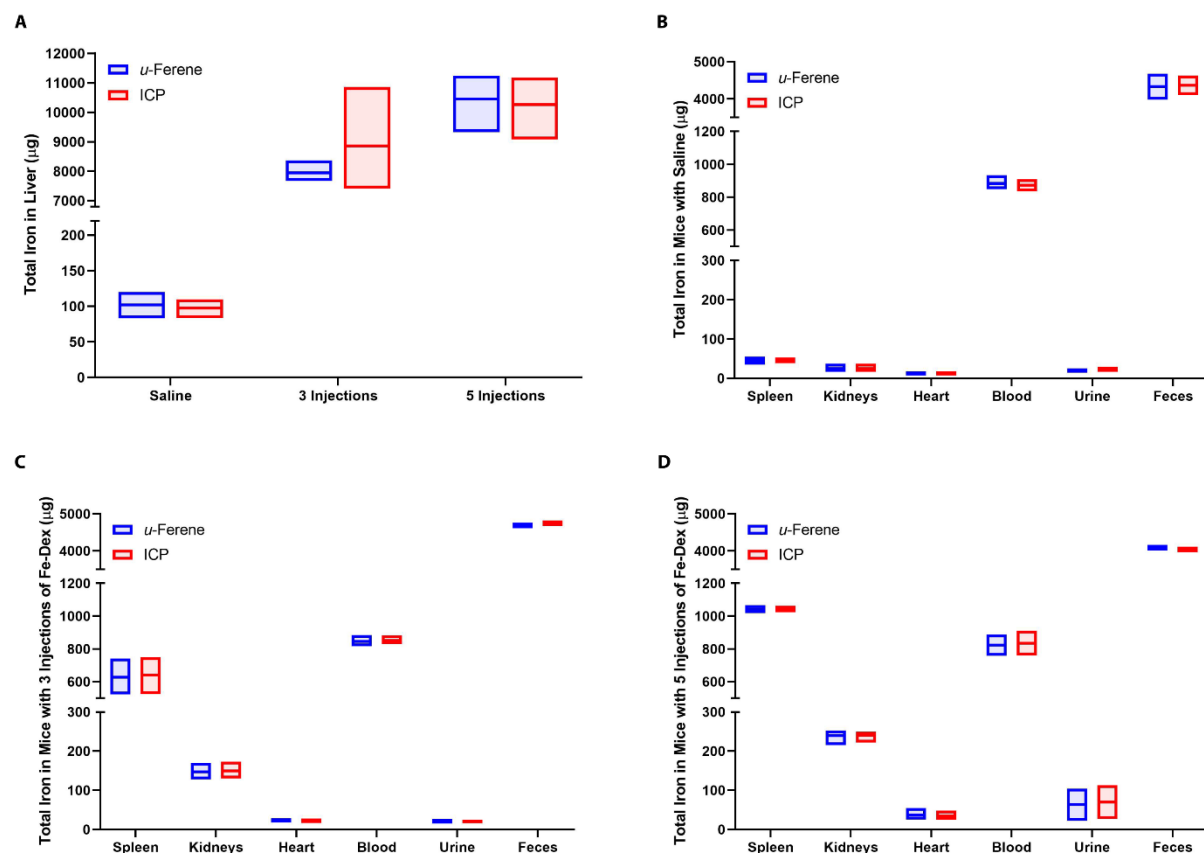 A
Total Iron in Liver (µg)
12000
11000
10000
9000
8000
7000
200
150
100
50
0
u-Ferene
ICP
Saline
3 Injections
5 Injections
B
Total Iron in Mice with Saline (µg)
5000
4000
1200
1000
800
600
300
200
100
0
u-Ferene
ICP
Spleen
Kidneys
Heart
Blood
Urine
Feces
C
Total Iron in Mice with 3 Injections of Fe-Dex (µg)
5000
4000
1200
1000
800
600
300
200
100
0
u-Ferene
ICP
Spleen
Kidneys
Heart
Blood
Urine
Feces
D
Total Iron in Mice with 5 Injections of Fe-Dex (µg)
5000
4000
1200
1000
800
600
300
200
100
0
u-Ferene
ICP
Spleen
Kidneys
Heart
Blood
Urine
Feces